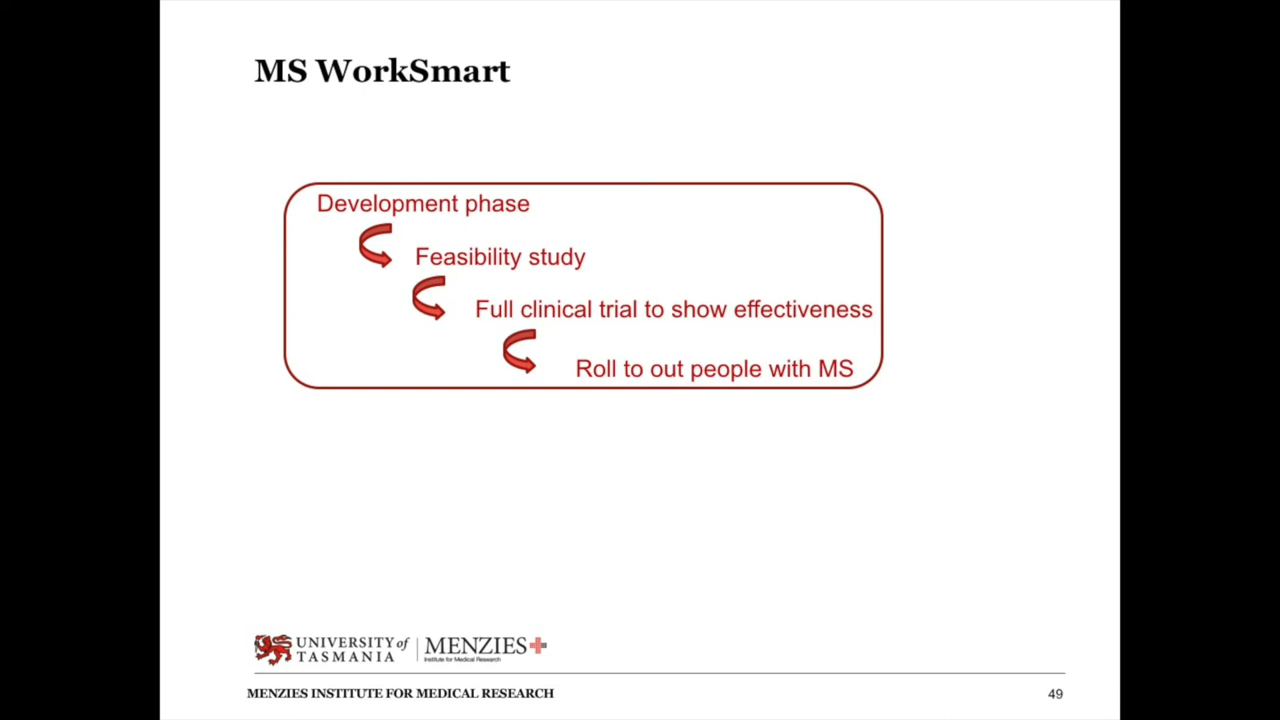 MS WorkSmart
Development phase
Feasibility study
Full clinical trial to show effectiveness
Roll to out people with MS
UNIVERSITY of
TASMANIA
MENZIES
Institute for Medical Research
MENZIES INSTITUTE FOR MEDICAL RESEARCH
49